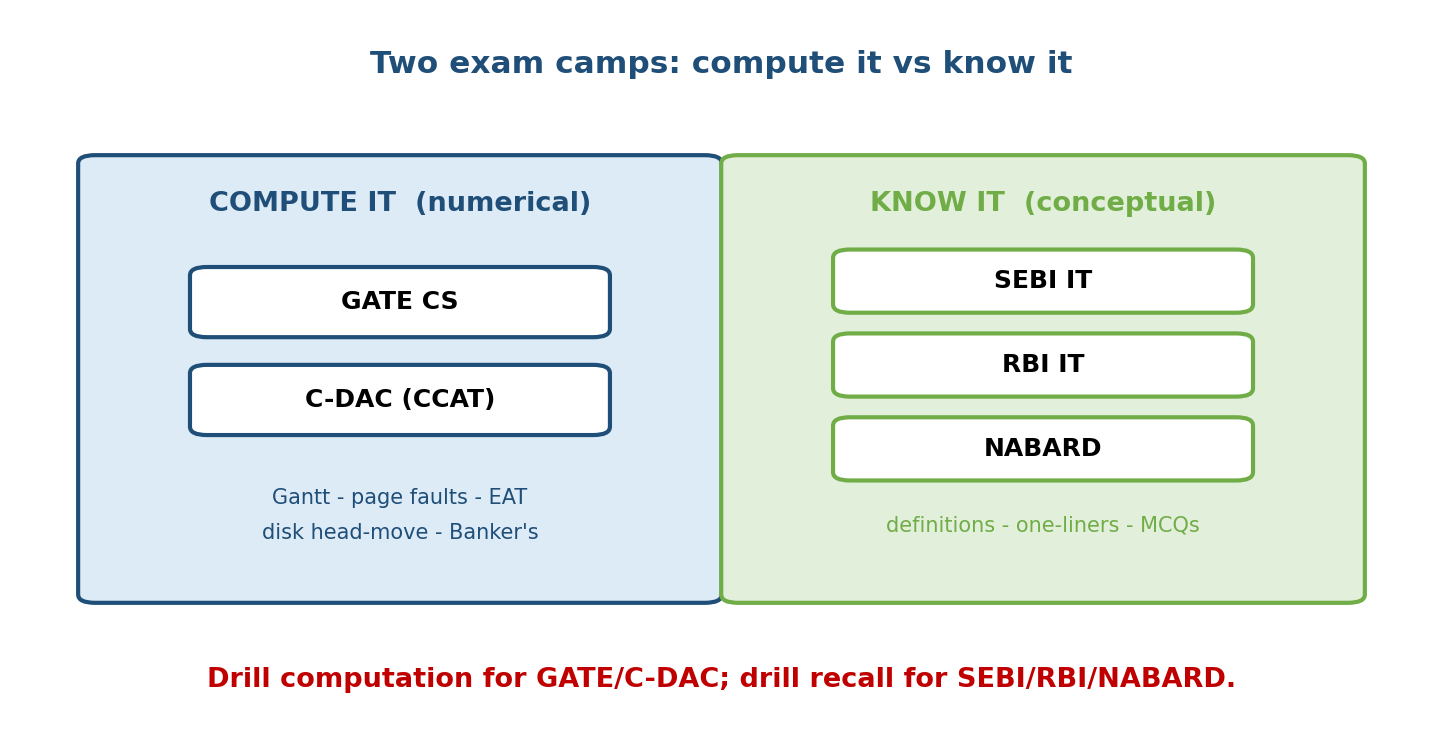 Two exam camps: compute it vs know it
COMPUTE IT  (numerical)
GATE CS
C-DAC (CCAT)
Gantt - page faults - EAT
disk head-move - Banker's
KNOW IT  (conceptual)
SEBI IT
RBI IT
NABARD
definitions - one-liners - MCQs
Drill computation for GATE/C-DAC; drill recall for SEBI/RBI/NABARD.